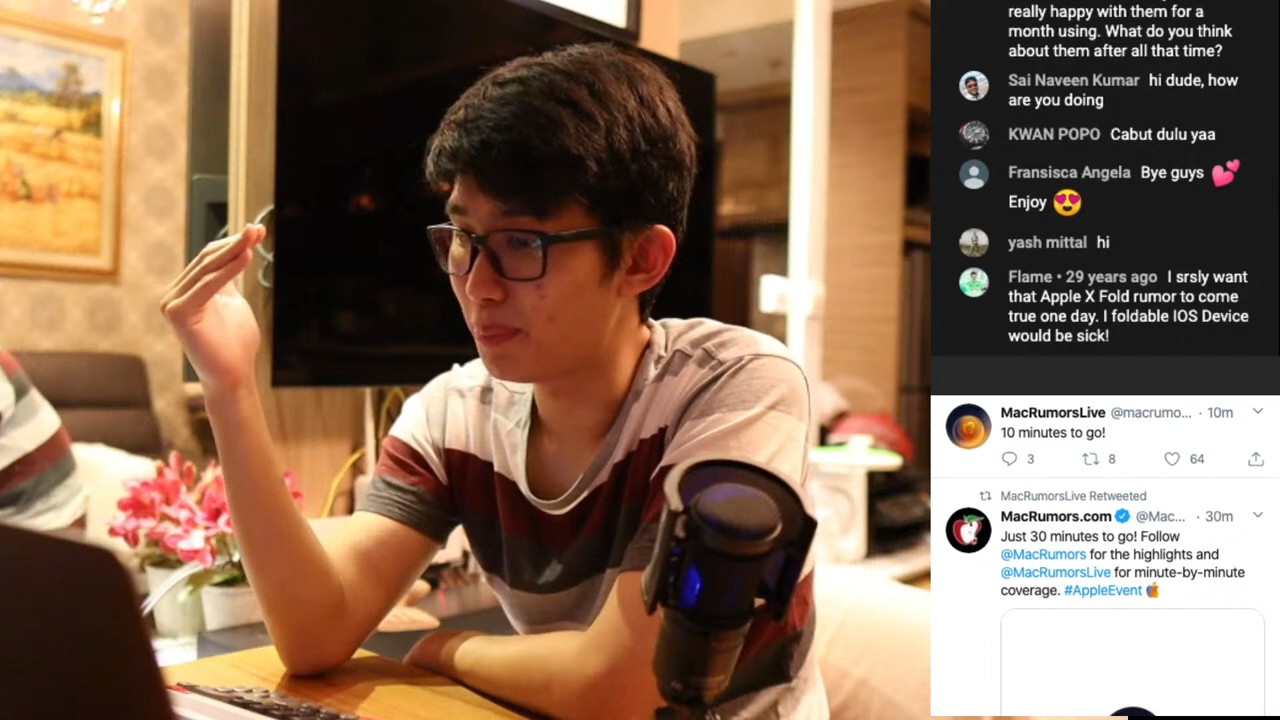 really happy with them for a
month using. What do you think
about them after all that time?
Sai Naveen Kumar hi dude, how
are you doing
KWAN POPO Cabut dulu yaa
Fransisca Angela Bye guys 💕
Enjoy 😍
yash mittal hi
Flame • 29 years ago I srsly want
that Apple X Fold rumor to come
true one day. I foldable IOS Device
would be sick!
MacRumorsLive @macrumo... · 10m
10 minutes to go!
3 8 64
MacRumorsLive Retweeted
MacRumors.com @Mac... · 30m
Just 30 minutes to go! Follow
@MacRumors for the highlights and
@MacRumorsLive for minute-by-minute
coverage. #AppleEvent